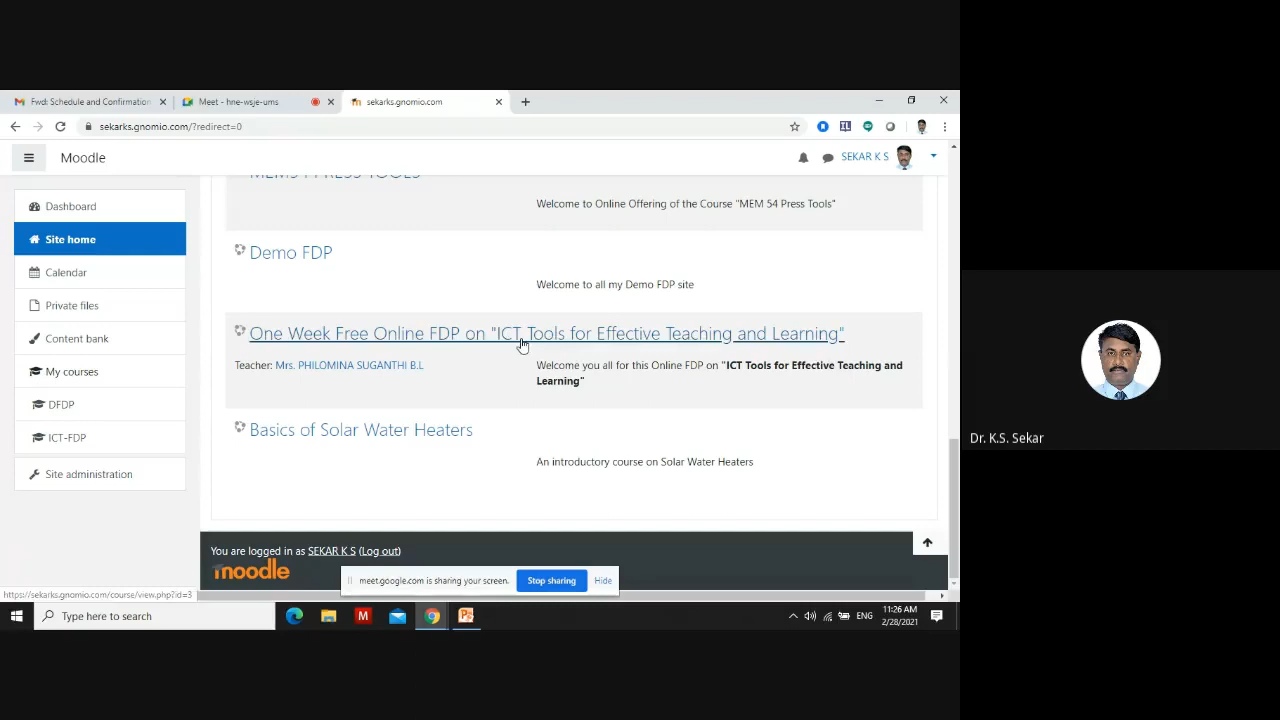 Fwd: Schedule and Confirmation
Meet - hne-wsje-ums
sekarks.gnomio.com
sekarks.gnomio.com/?redirect=0
Moodle
SEKAR K S
Dashboard
Site home
Calendar
Private files
Content bank
My courses
DFDP
ICT-FDP
Site administration
MEM54 PRESS TOOLS
Welcome to Online Offering of the Course "MEM 54 Press Tools"
Demo FDP
Welcome to all my Demo FDP site
One Week Free Online FDP on "ICT Tools for Effective Teaching and Learning"
Teacher: Mrs. PHILOMINA SUGANTHI B.L
Welcome you all for this Online FDP on "ICT Tools for Effective Teaching and
Learning"
Basics of Solar Water Heaters
An introductory course on Solar Water Heaters
You are logged in as SEKAR K S (Log out)
moodle
meet.google.com is sharing your screen.
Stop sharing
Hide
https://sekarks.gnomio.com/course/view.php?id=3
Type here to search
M
ENG
11:26 AM
2/28/2021
Dr. K.S. Sekar